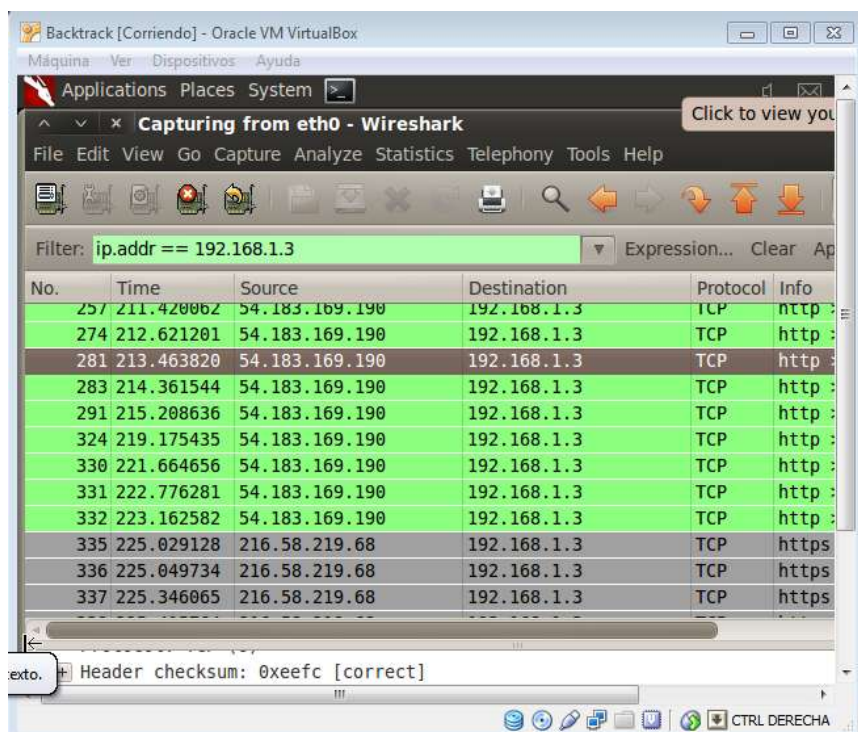 Backtrack [Corriendo] - Oracle VM VirtualBox
Máquina Ver Dispositivos Ayuda
Applications Places System
Click to view you
Capturing from eth0 - Wireshark
File Edit View Go Capture Analyze Statistics Telephony Tools Help
Filter: ip.addr == 192.168.1.3 Expression... Clear Ap
No. Time Source Destination Protocol Info
257 211.420062 54.183.169.190 192.168.1.3 TCP http >
274 212.621201 54.183.169.190 192.168.1.3 TCP http >
281 213.463820 54.183.169.190 192.168.1.3 TCP http >
283 214.361544 54.183.169.190 192.168.1.3 TCP http >
291 215.208636 54.183.169.190 192.168.1.3 TCP http >
324 219.175435 54.183.169.190 192.168.1.3 TCP http >
330 221.664656 54.183.169.190 192.168.1.3 TCP http >
331 222.776281 54.183.169.190 192.168.1.3 TCP http >
332 223.162582 54.183.169.190 192.168.1.3 TCP http >
335 225.029128 216.58.219.68 192.168.1.3 TCP https
336 225.049734 216.58.219.68 192.168.1.3 TCP https
337 225.346065 216.58.219.68 192.168.1.3 TCP https
exto. + Header checksum: 0xeefc [correct]
CTRL DERECHA